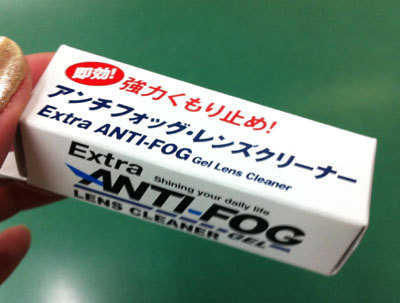 即効! 強力くもり止め!
アンチフォッグ・レンズクリーナー
Extra ANTI-FOG Gel Lens Cleaner
Extra
Shining your daily life
ANTI-FOG
LENS CLEANER GEL